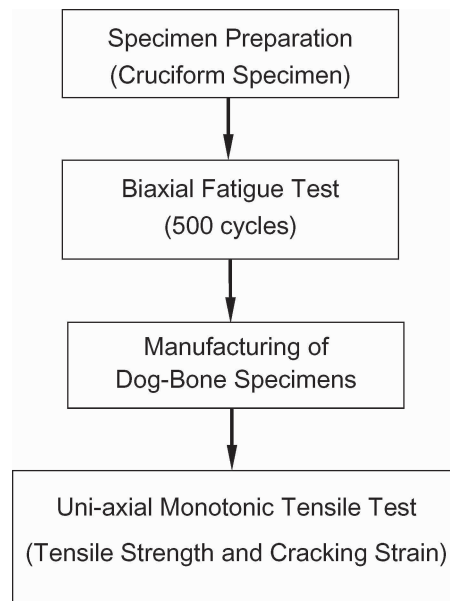 Specimen Preparation
(Cruciform Specimen)
Biaxial Fatigue Test
(500 cycles)
Manufacturing of
Dog-Bone Specimens
Uni-axial Monotonic Tensile Test
(Tensile Strength and Cracking Strain)